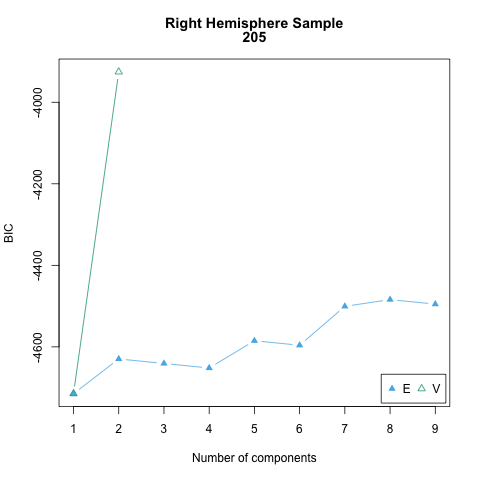 Right Hemisphere Sample
205
BIC
-4000
-4200
-4400
-4600
1 2 3 4 5 6 7 8 9
Number of components
E V